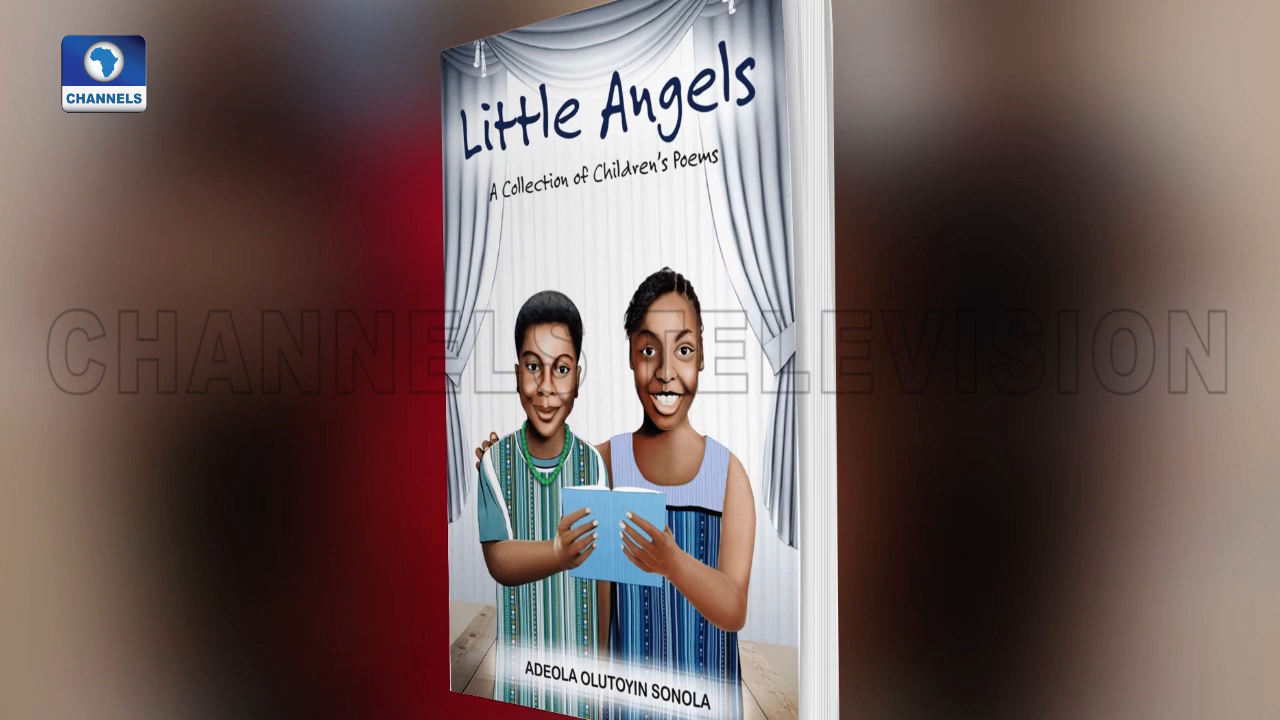 CHANNELS
Little Angels
A Collection of Children's Poems
CHANNELS TELEVISION
ADEOLA OLUTOYIN SONOLA